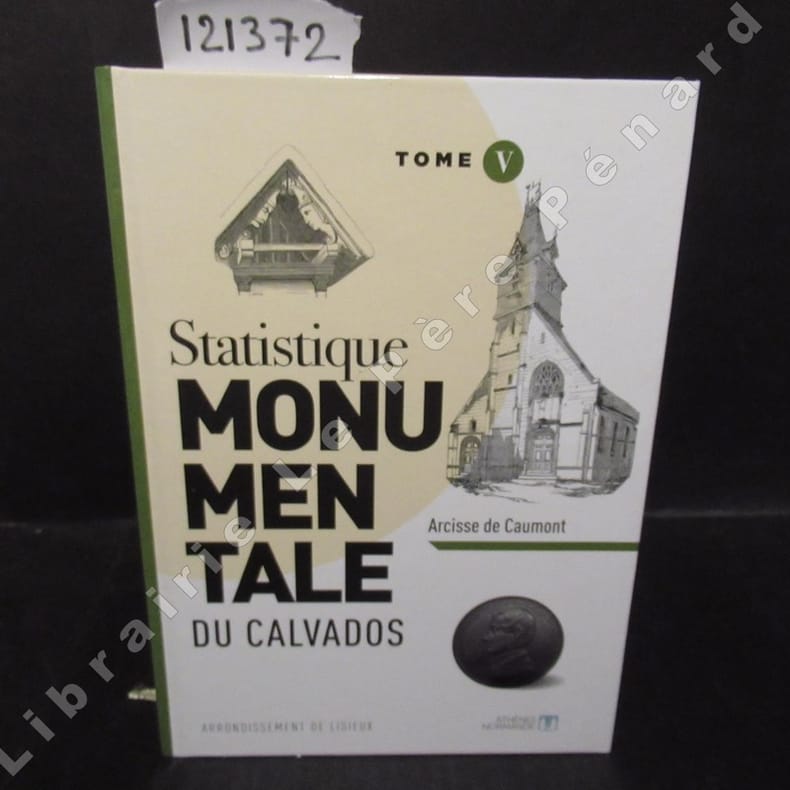 121372
TOME V
Statistique
MONU
MEN
TALE
DU CALVADOS
Arcisse de Caumont
ARRONDISSEMENT DE LISIEUX
ATHÈNES
NORMANDE
Librairie Le Père Pénard